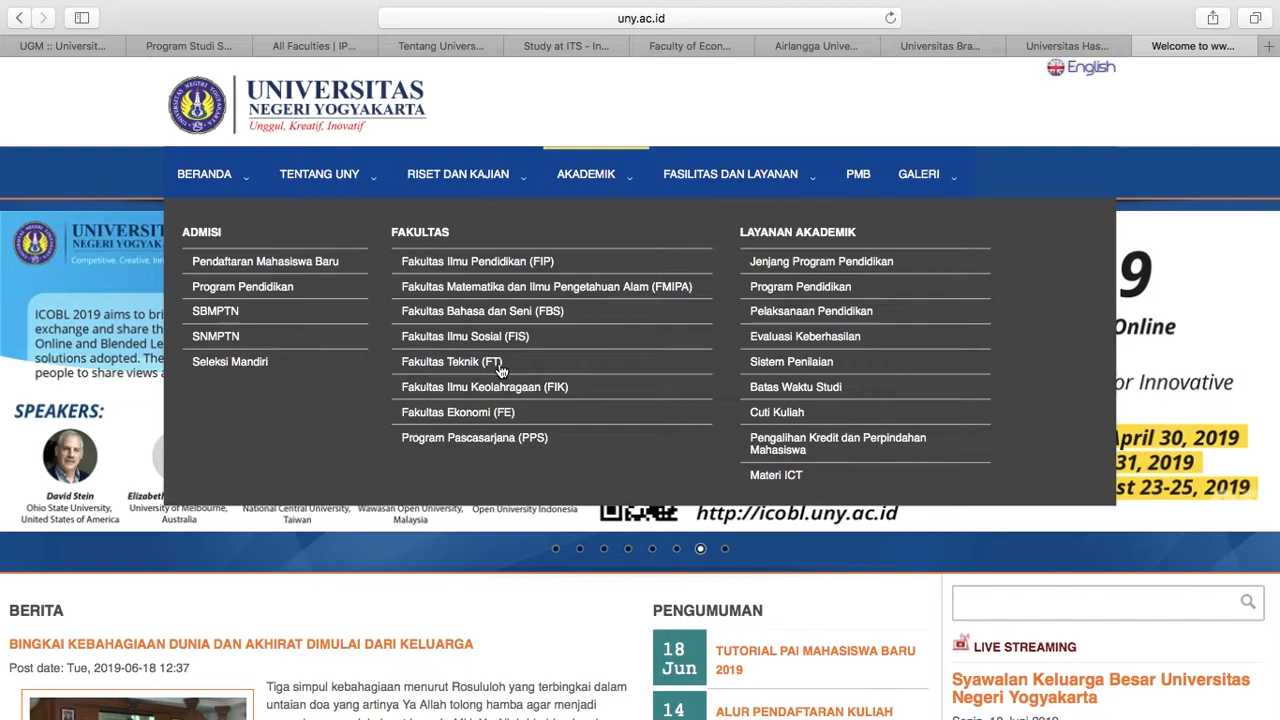 uny.ac.id
UGM :: Universit...
Program Studi S...
All Faculties | IP...
Tentang Univers...
Study at ITS - In...
Faculty of Econ...
Airlangga Unive...
Universitas Bra...
Universitas Has...
Welcome to ww...
English
UNIVERSITAS
NEGERI YOGYAKARTA
Unggul, Kreatif, Inovatif
BERANDA
TENTANG UNY
RISET DAN KAJIAN
AKADEMIK
FASILITAS DAN LAYANAN
PMB
GALERI
ADMISI
Pendaftaran Mahasiswa Baru
Program Pendidikan
SBMPTN
SNMPTN
Seleksi Mandiri
FAKULTAS
Fakultas Ilmu Pendidikan (FIP)
Fakultas Matematika dan Ilmu Pengetahuan Alam (FMIPA)
Fakultas Bahasa dan Seni (FBS)
Fakultas Ilmu Sosial (FIS)
Fakultas Teknik (FT)
Fakultas Ilmu Keolahragaan (FIK)
Fakultas Ekonomi (FE)
Program Pascasarjana (PPS)
LAYANAN AKADEMIK
Jenjang Program Pendidikan
Program Pendidikan
Pelaksanaan Pendidikan
Evaluasi Keberhasilan
Sistem Penilaian
Batas Waktu Studi
Cuti Kuliah
Pengalihan Kredit dan Perpindahan
Mahasiswa
Materi ICT
UNIVERSITAS
NEGERI YOGYAKARTA
Competitive, Creative,
ICOBL 2019 aims to
exchange and share
Online and Blended
solutions adopted. The
people to share views
SPEAKERS:
David Stein
Ohio State University,
United States of America
University of Melbourne,
Australia
National Central University,
Taiwan
Wawasan Open University,
Malaysia
Open University Indonesia
9
Online
or Innovative
April 30, 2019
31, 2019
st 23-25, 2019
http://icobl.uny.ac.id
BERITA
BINGKAI KEBAHAGIAAN DUNIA DAN AKHIRAT DIMULAI DARI KELUARGA
Post date: Tue, 2019-06-18 12:37
Tiga simpul kebahagiaan menurut Rosululoh yang terbingkai dalam
untaian doa yang artinya Ya Allah tolong hamba agar menjadi
PENGUMUMAN
18
Jun
TUTORIAL PAI MAHASISWA BARU
2019
14
ALUR PENDAFTARAN KULIAH
LIVE STREAMING
Syawalan Keluarga Besar Universitas
Negeri Yogyakarta